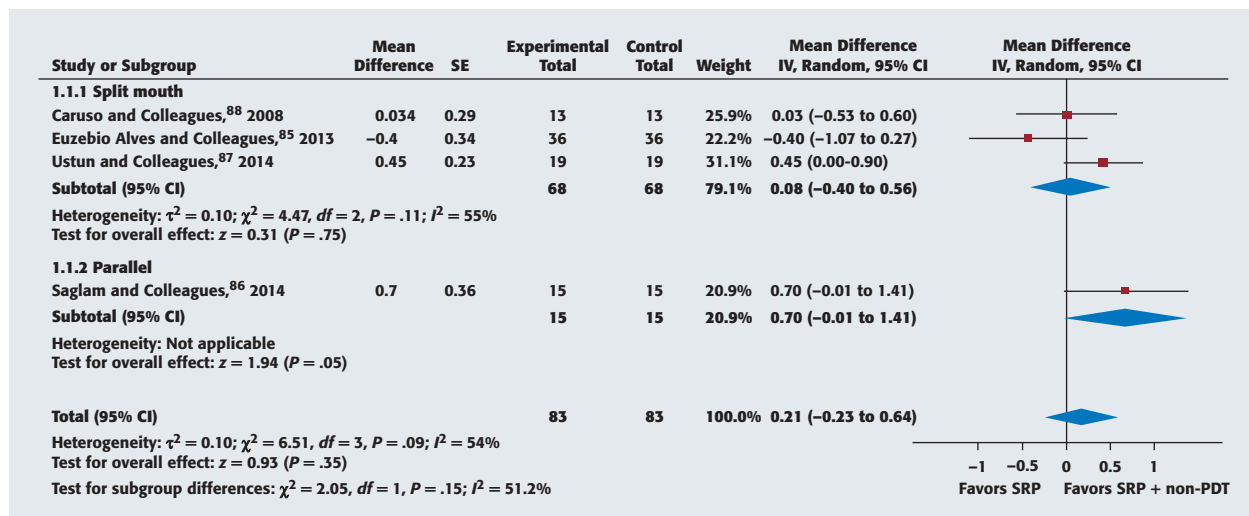 Mean Experimental Control Mean Difference Mean Difference
Study or Subgroup Difference SE Total Total Weight IV, Random, 95% CI IV, Random, 95% CI
1.1.1 Split mouth
Caruso and Colleagues,88 2008 0.034 0.29 13 13 25.9% 0.03 (−0.53 to 0.60)
Euzebio Alves and Colleagues,85 2013 −0.4 0.34 36 36 22.2% −0.40 (−1.07 to 0.27)
Ustun and Colleagues,87 2014 0.45 0.23 19 19 31.1% 0.45 (0.00-0.90)
Subtotal (95% CI) 68 68 79.1% 0.08 (−0.40 to 0.56)
Heterogeneity: τ2 = 0.10; χ2 = 4.47, df = 2, P = .11; I2 = 55%
Test for overall effect: z = 0.31 (P = .75)
1.1.2 Parallel
Saglam and Colleagues,86 2014 0.7 0.36 15 15 20.9% 0.70 (−0.01 to 1.41)
Subtotal (95% CI) 15 15 20.9% 0.70 (−0.01 to 1.41)
Heterogeneity: Not applicable
Test for overall effect: z = 1.94 (P = .05)
Total (95% CI) 83 83 100.0% 0.21 (−0.23 to 0.64)
Heterogeneity: τ2 = 0.10; χ2 = 6.51, df = 3, P = .09; I2 = 54%
Test for overall effect: z = 0.93 (P = .35)
Test for subgroup differences: χ2 = 2.05, df = 1, P = .15; I2 = 51.2%
−1 −0.5 0 0.5 1
Favors SRP Favors SRP + non-PDT